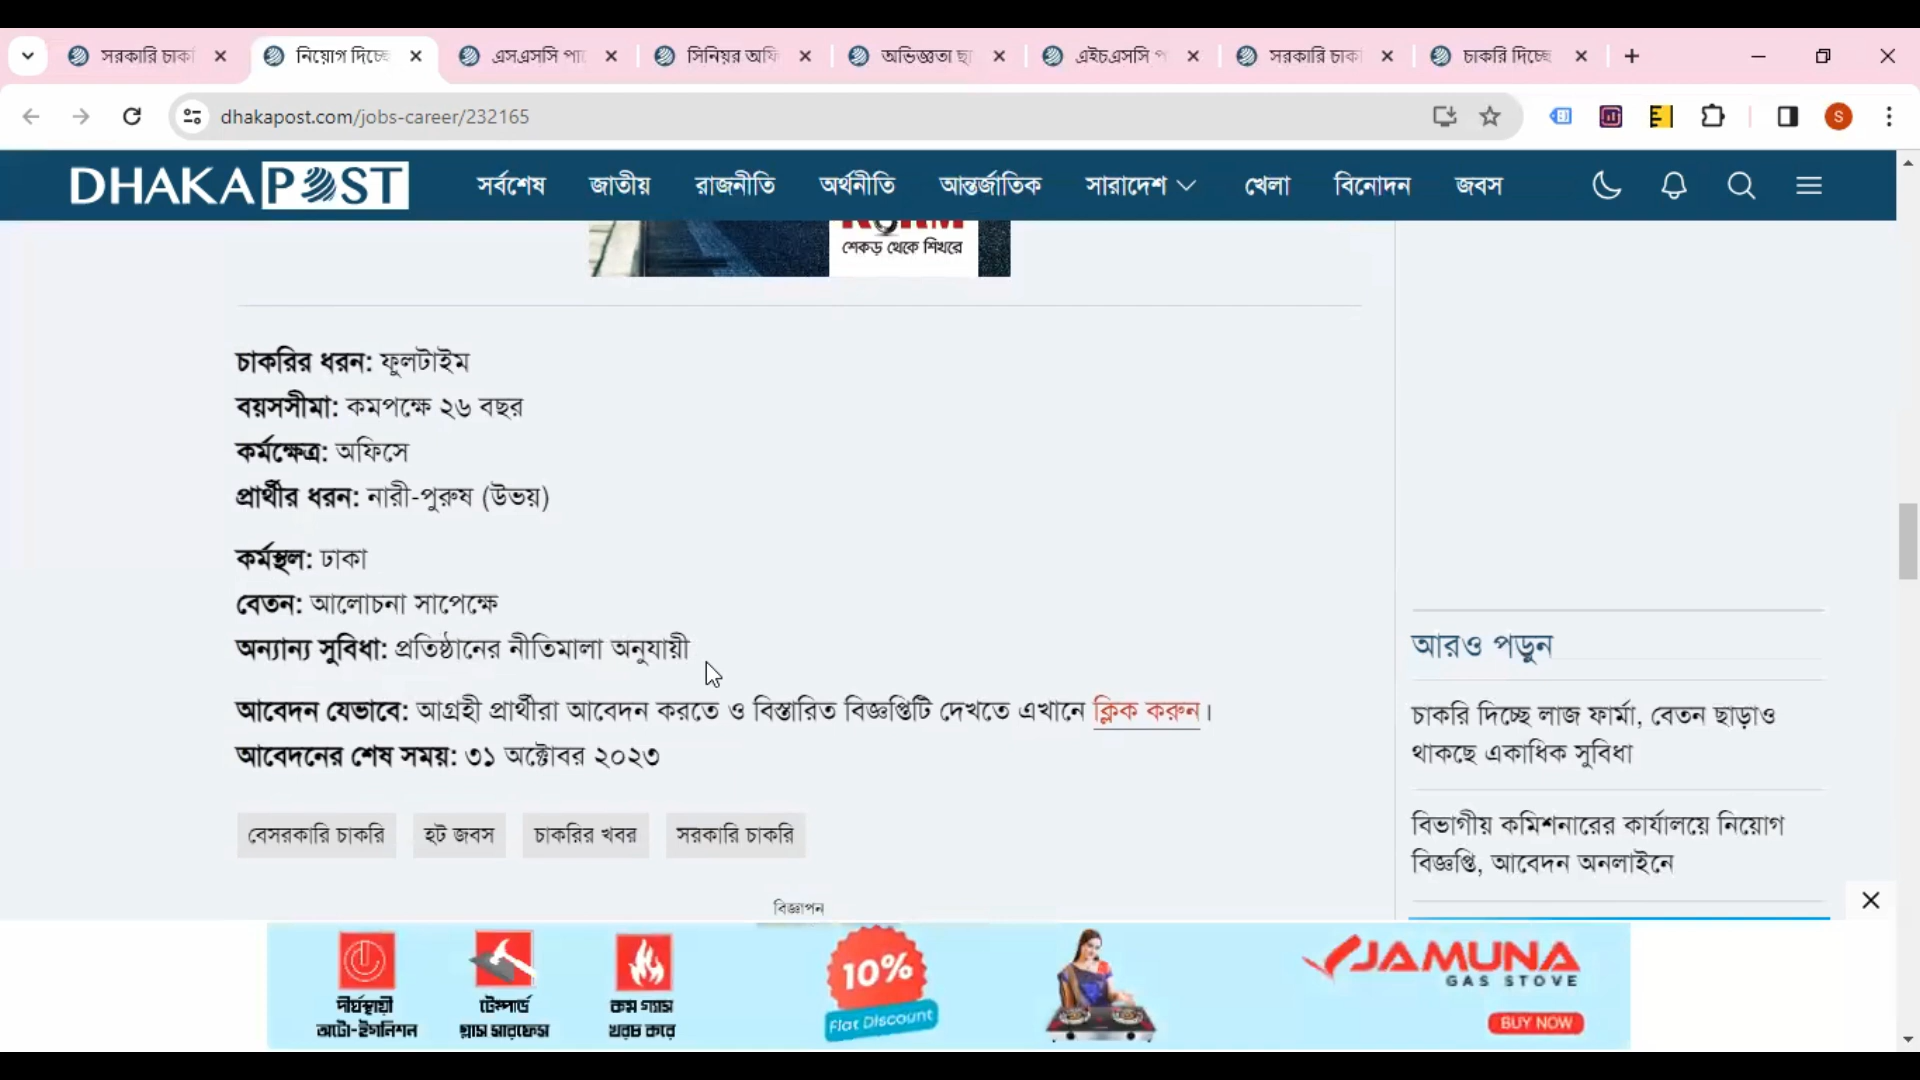 সরকারি চাকা
নিয়োগ দিচ্ছে
এসএসসি পা
সিনিয়র অফি
অভিজ্ঞতা ছা
এইচএসসি প
সরকারি চাকা
চাকরি দিচ্ছে
dhakapost.com/jobs-career/232165
S
DHAKA POST
সর্বশেষ
জাতীয়
রাজনীতি
অর্থনীতি
আন্তর্জাতিক
সারাদেশ
খেলা
বিনোদন
জবস
শেকড় থেকে শিখরে
চাকরির ধরন: ফুলটাইম
বয়সসীমা: কমপক্ষে ২৬ বছর
কর্মক্ষেত্র: অফিসে
প্রার্থীর ধরন: নারী-পুরুষ (উভয়)
কর্মস্থল: ঢাকা
বেতন: আলোচনা সাপেক্ষে
অন্যান্য সুবিধা: প্রতিষ্ঠানের নীতিমালা অনুযায়ী
আবেদন যেভাবে: আগ্রহী প্রার্থীরা আবেদন করতে ও বিস্তারিত বিজ্ঞপ্তিটি দেখতে এখানে ক্লিক করুন।
আবেদনের শেষ সময়: ৩১ অক্টোবর ২০২৩
বেসরকারি চাকরি
হট জবস
চাকরির খবর
সরকারি চাকরি
আরও পড়ুন
চাকরি দিচ্ছে লাজ ফার্মা, বেতন ছাড়াও
থাকছে একাধিক সুবিধা
বিভাগীয় কমিশনারের কার্যালয়ে নিয়োগ
বিজ্ঞপ্তি, আবেদন অনলাইনে
বিজ্ঞাপন
দীর্ঘস্থায়ী
অটো-ইগনিশন
টেম্পার্ড
গ্লাস সারফেস
কম গ্যাস
খরচ করে
10%
Flat Discount
JAMUNA
GAS STOVE
BUY NOW